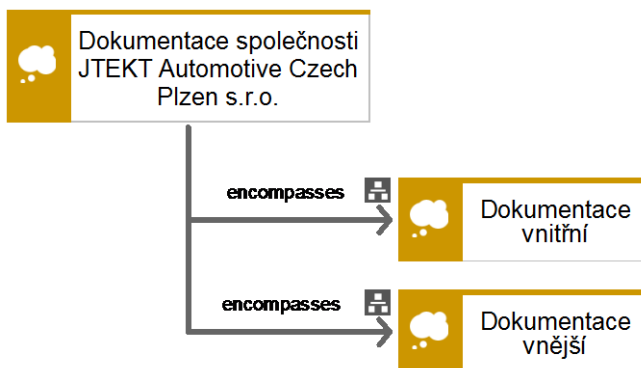 Dokumentace společnosti
JTEKT Automotive Czech
Plzen s.r.o.
encompasses
Dokumentace
vnitřní
encompasses
Dokumentace
vnější